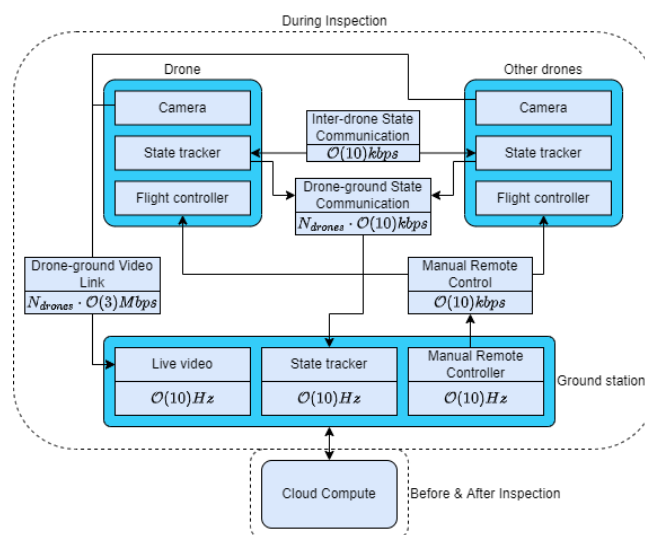 During Inspection
Drone
Other drones
Camera
State tracker
Flight controller
Inter-drone State
Communication
𝒪(10)kbps
Camera
State tracker
Flight controller
Drone-ground State
Communication
N_drones · 𝒪(10)kbps
Drone-ground Video
Link
N_drones · 𝒪(3)Mbps
Manual Remote
Control
𝒪(10)kbps
Live video
𝒪(10)Hz
State tracker
𝒪(10)Hz
Manual Remote
Controller
𝒪(10)Hz
Ground station
Cloud Compute
Before & After Inspection